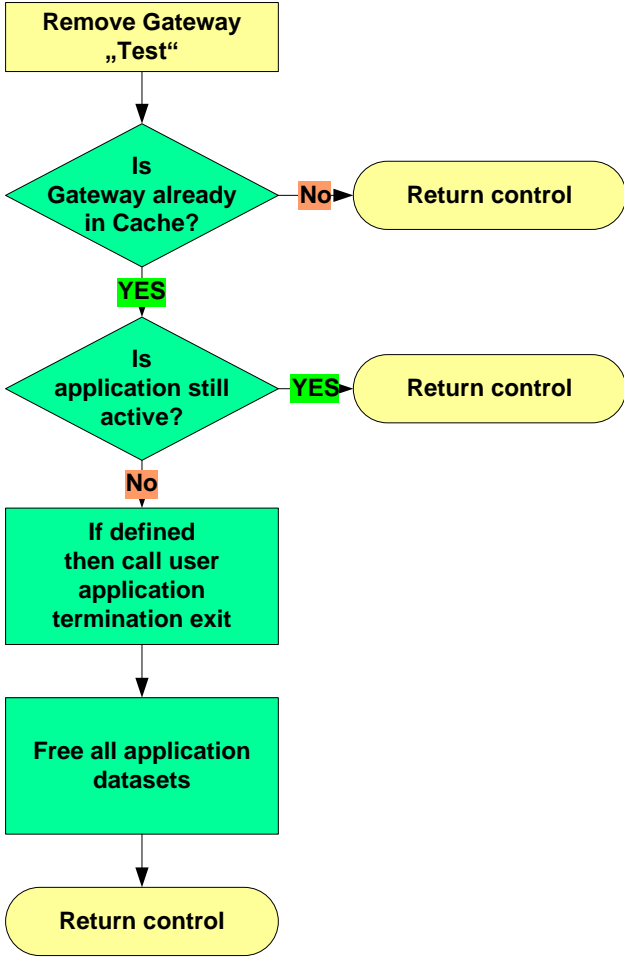 Remove Gateway
„Test“
Is
Gateway already
in Cache?
No
Return control
YES
Is
application still
active?
YES
Return control
No
If defined
then call user
application
termination exit
Free all application
datasets
Return control